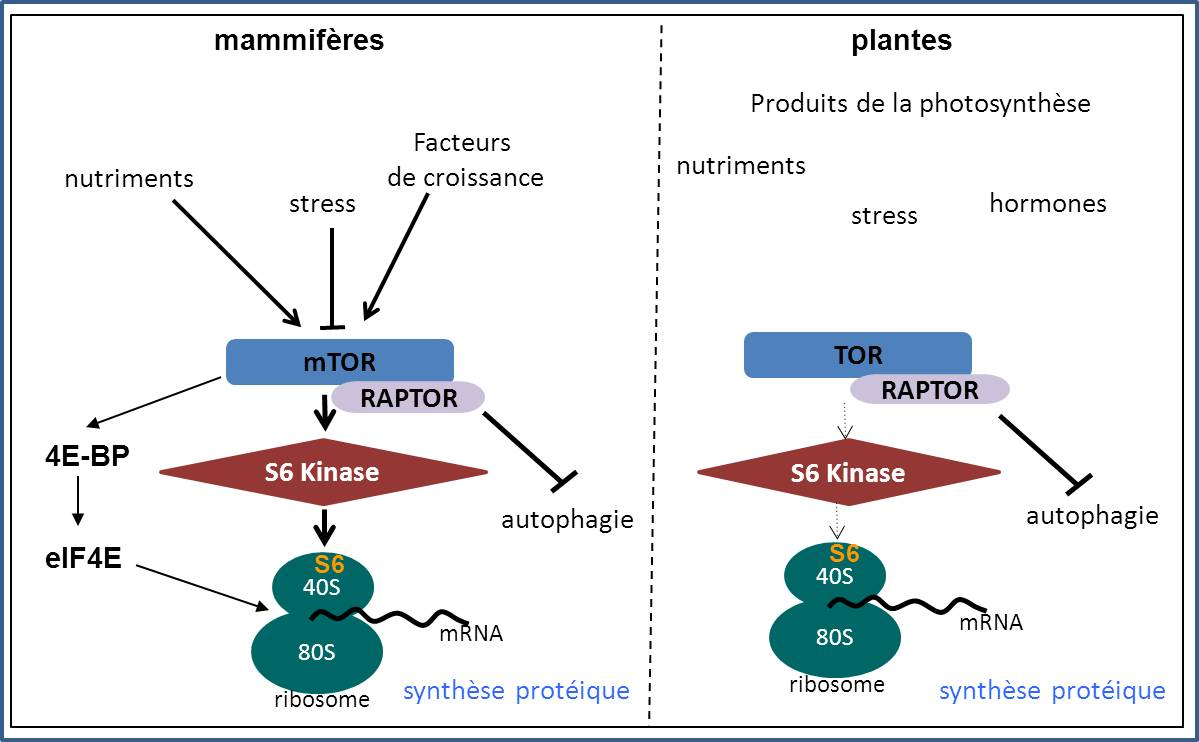 mammifères
nutriments
stress
Facteurs
de croissance
mTOR
RAPTOR
4E-BP
S6 Kinase
autophagie
eIF4E
S6
40S
mRNA
80S
ribosome
synthèse protéique
plantes
Produits de la photosynthèse
nutriments
stress
hormones
TOR
RAPTOR
S6 Kinase
autophagie
S6
40S
mRNA
80S
ribosome
synthèse protéique